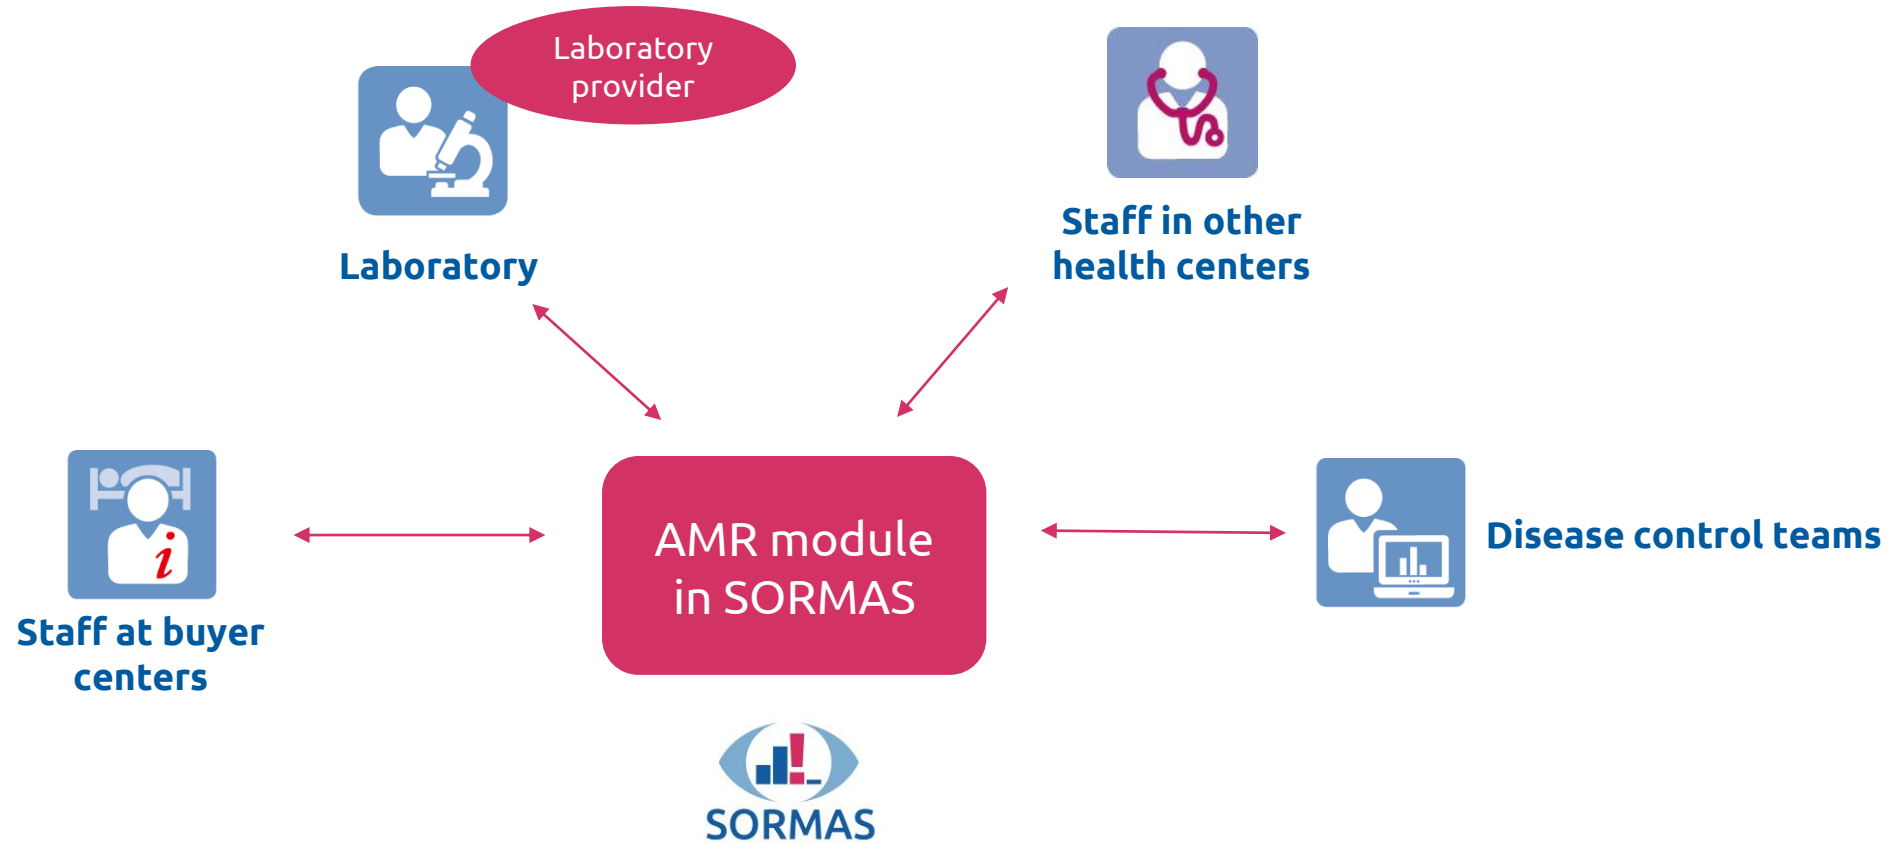 Laboratory
provider
Laboratory
Staff in other
health centers
Staff at buyer
centers
AMR module
in SORMAS
Disease control teams
SORMAS